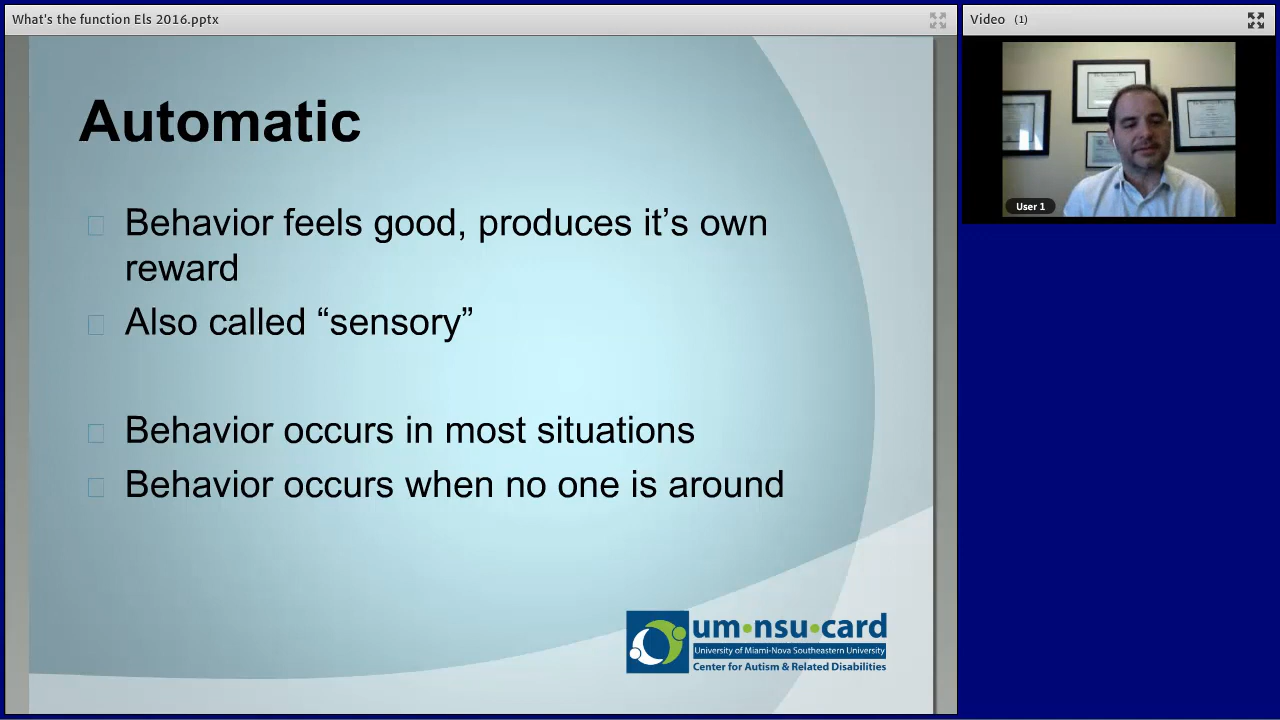 What's the function Els 2016.pptx
Video (1)
Automatic
Behavior feels good, produces it’s own
reward
Also called “sensory”
Behavior occurs in most situations
Behavior occurs when no one is around
User 1
um•nsu•card
University of Miami-Nova Southeastern University
Center for Autism & Related Disabilities